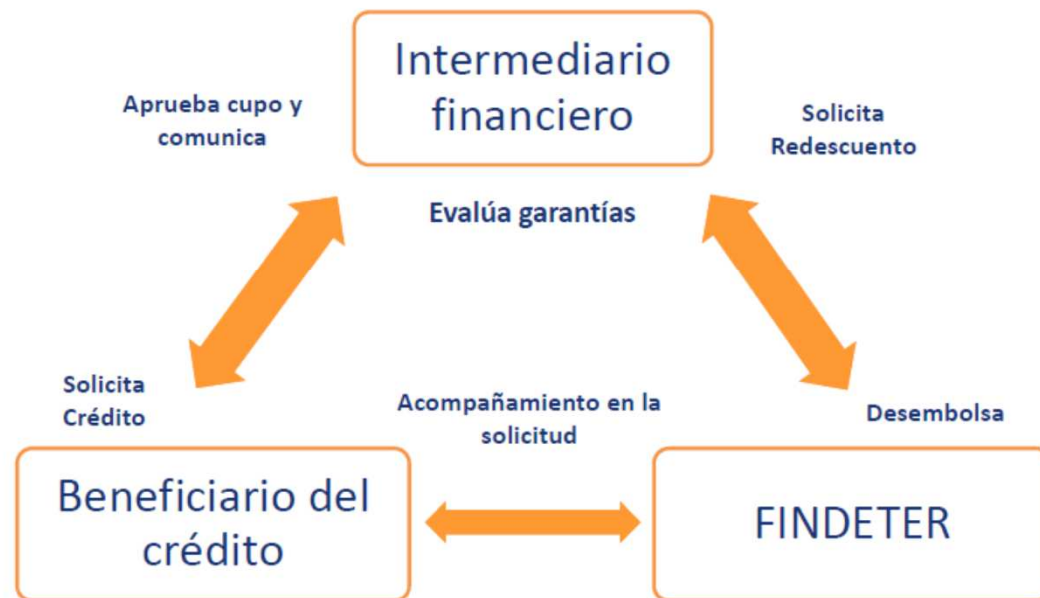 Intermediario
financiero
Aprueba cupo y
comunica
Solicita
Redescuento
Evalúa garantías
Solicita
Crédito
Acompañamiento en la
solicitud
Desembolsa
Beneficiario del
crédito
FINDETER